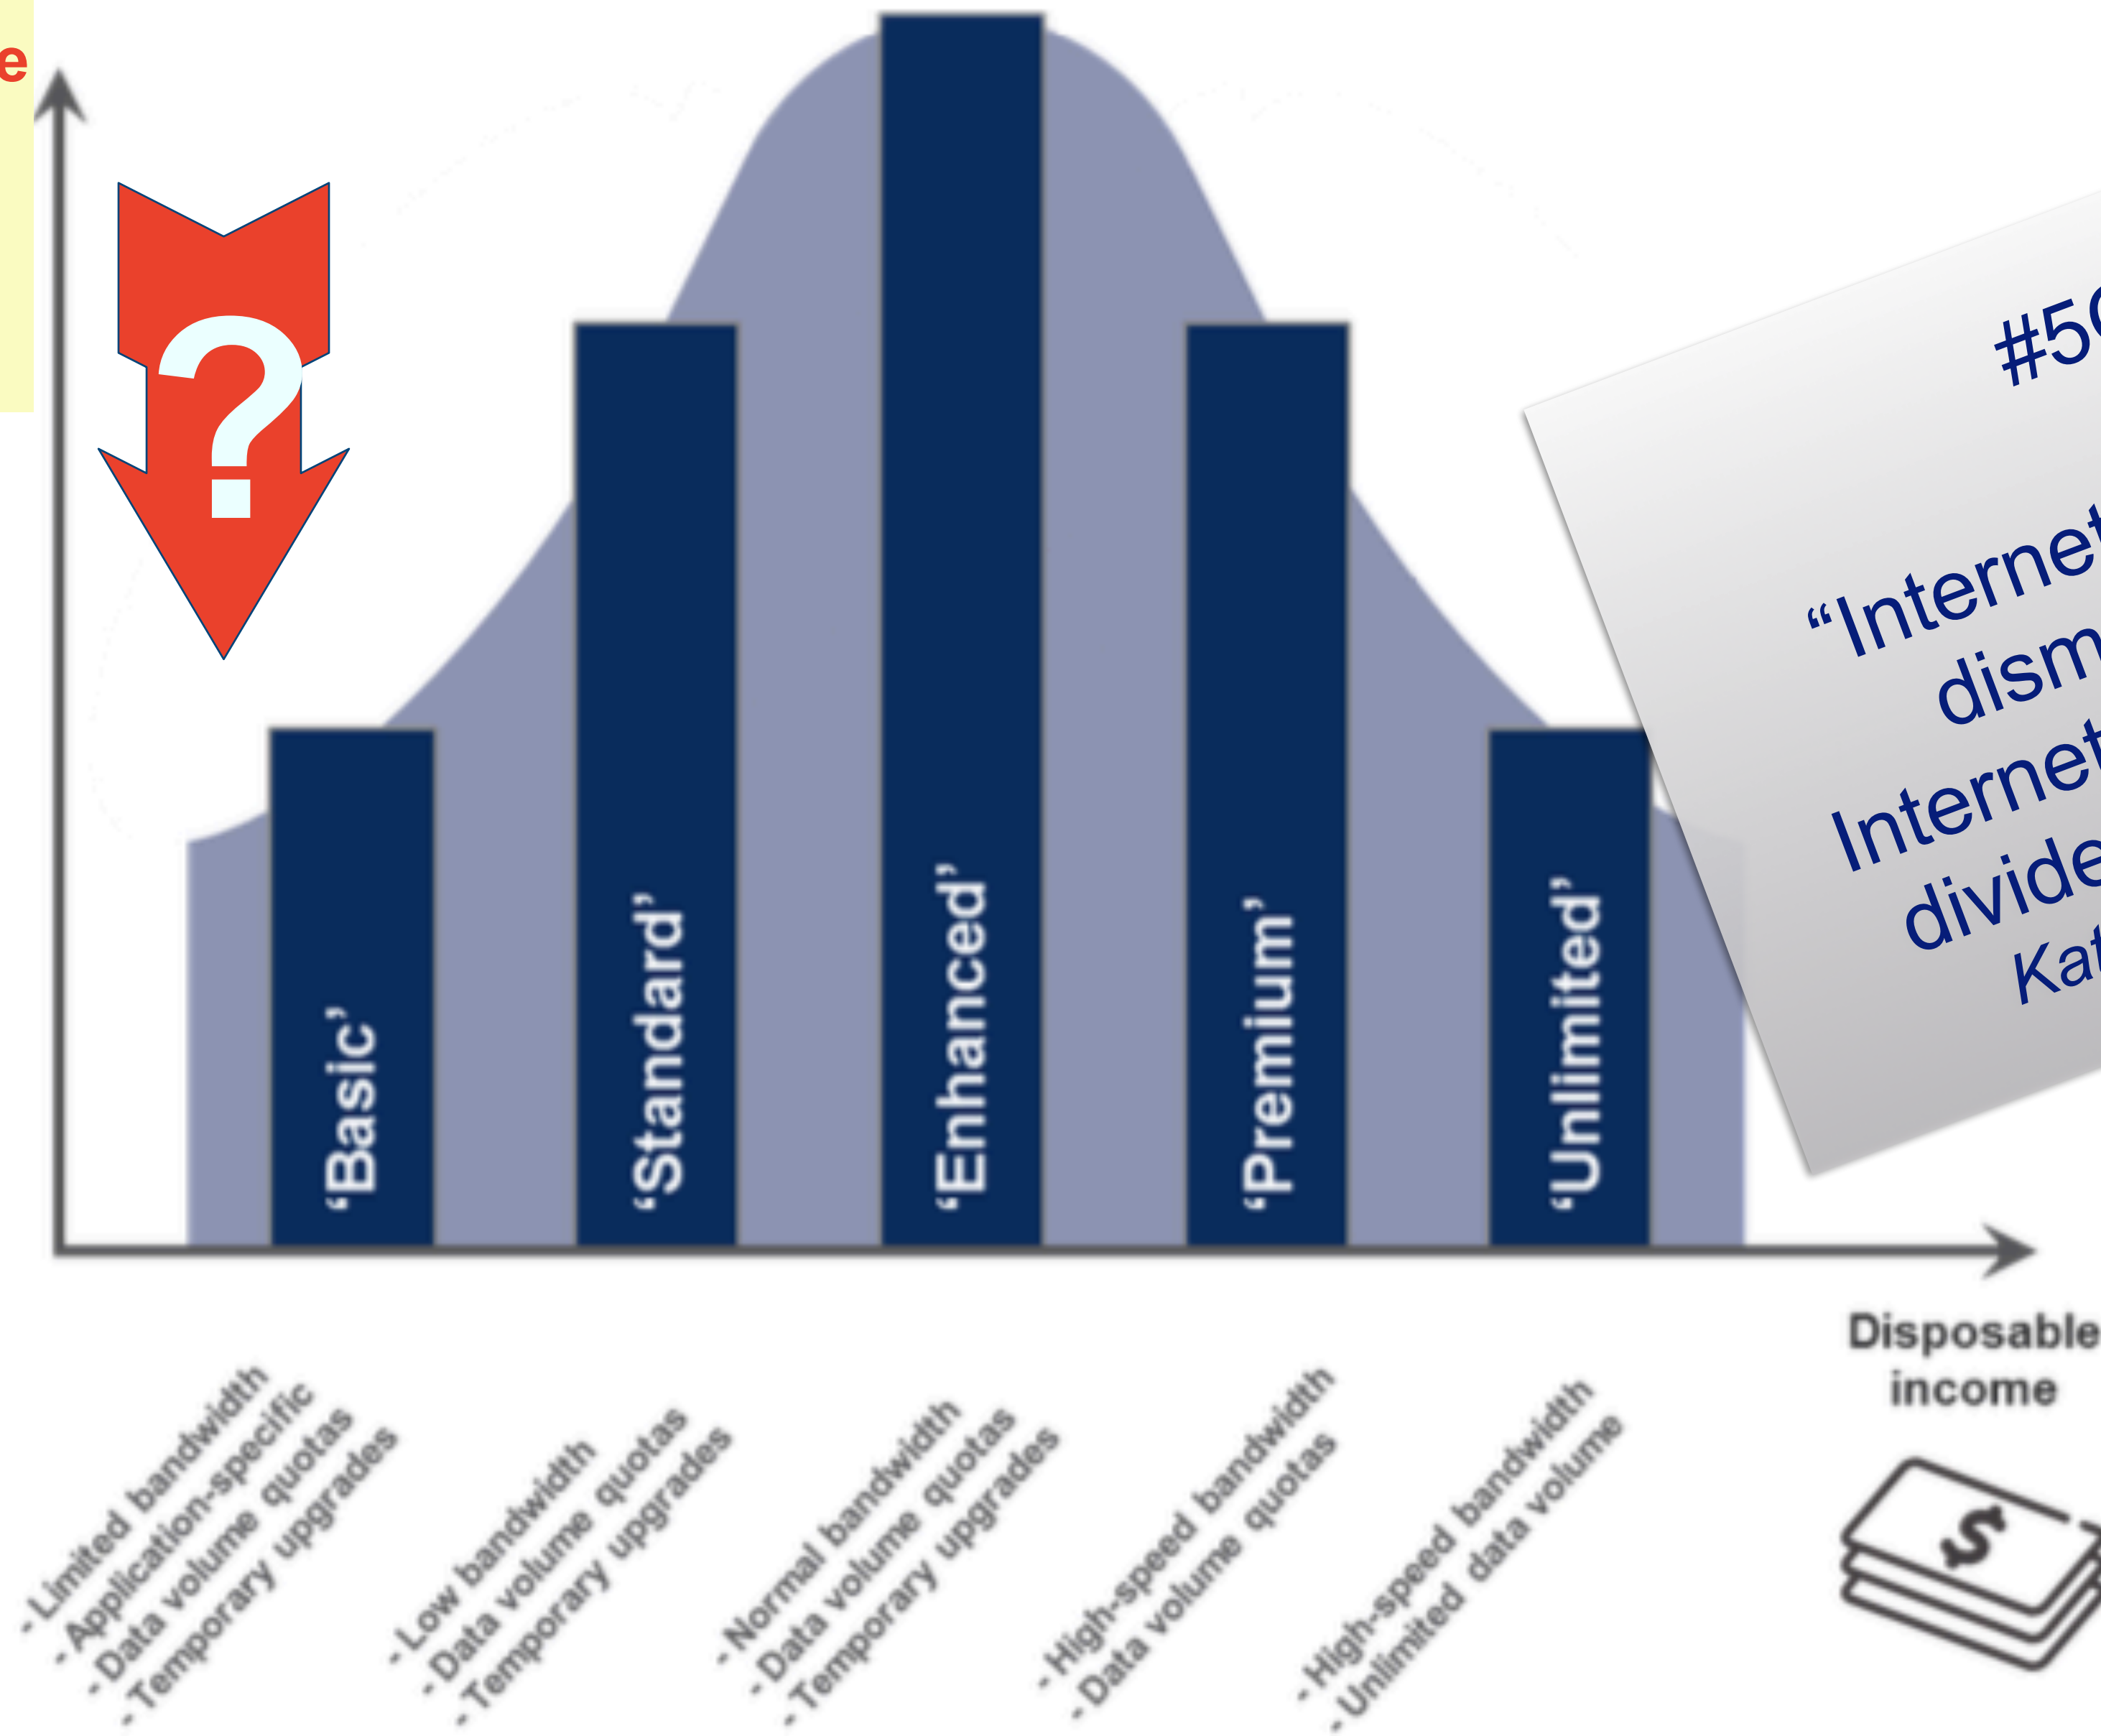 e
?
#5
“Internet
dism
Internet
divide
Kat
‘Basic’
‘Standard’
‘Enhanced’
‘Premium’
‘Unlimited’
Disposable
income
- Limited bandwidth
- Application-specific
- Data volume quotas
- Temporary upgrades
- Low bandwidth
- Data volume quotas
- Temporary upgrades
- Normal bandwidth
- Data volume quotas
- Temporary upgrades
- High-speed bandwidth
- Data volume quotas
- High-speed bandwidth
- Unlimited data volume
$